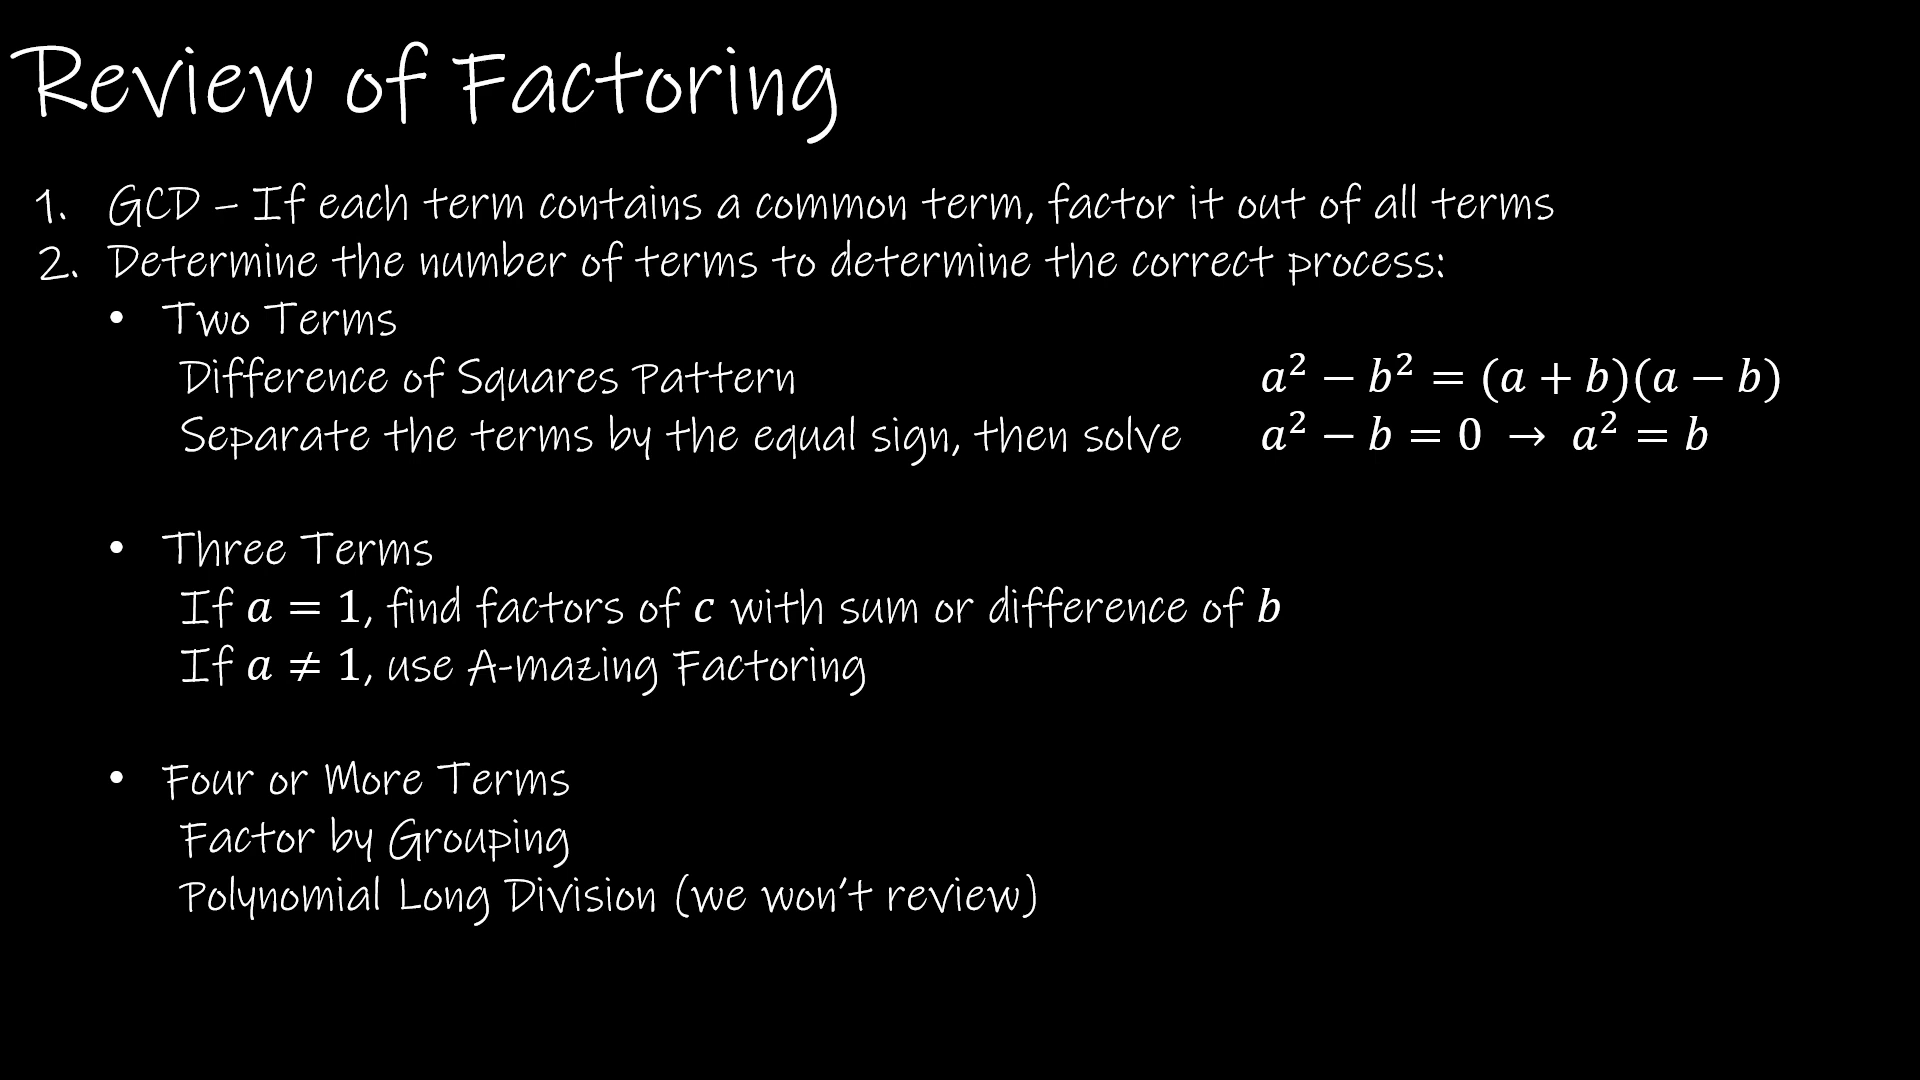 Review of Factoring
1. GCD – If each term contains a common term, factor it out of all terms
2. Determine the number of terms to determine the correct process:
• Two Terms
Difference of Squares Pattern a² − b² = (a + b)(a − b)
Separate the terms by the equal sign, then solve a² − b = 0 → a² = b
• Three Terms
If a = 1, find factors of c with sum or difference of b
If a ≠ 1, use A-mazing Factoring
• Four or More Terms
Factor by Grouping
Polynomial Long Division (we won't review)